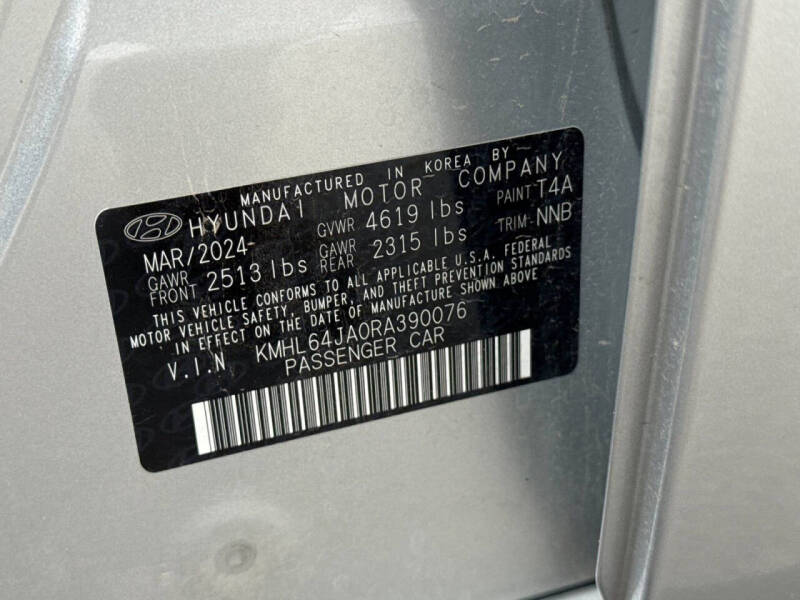 MANUFACTURED IN KOREA BY
HYUNDAI MOTOR COMPANY
MAR/2024 GVWR 4619 lbs PAINT T4A
GAWR FRONT 2513 lbs GAWR REAR 2315 lbs TRIM NNB
THIS VEHICLE CONFORMS TO ALL APPLICABLE U.S.A. FEDERAL
MOTOR VEHICLE SAFETY, BUMPER, AND THEFT PREVENTION STANDARDS
IN EFFECT ON THE DATE OF MANUFACTURE SHOWN ABOVE
V.I.N KMHL64JA0RA390076
PASSENGER CAR